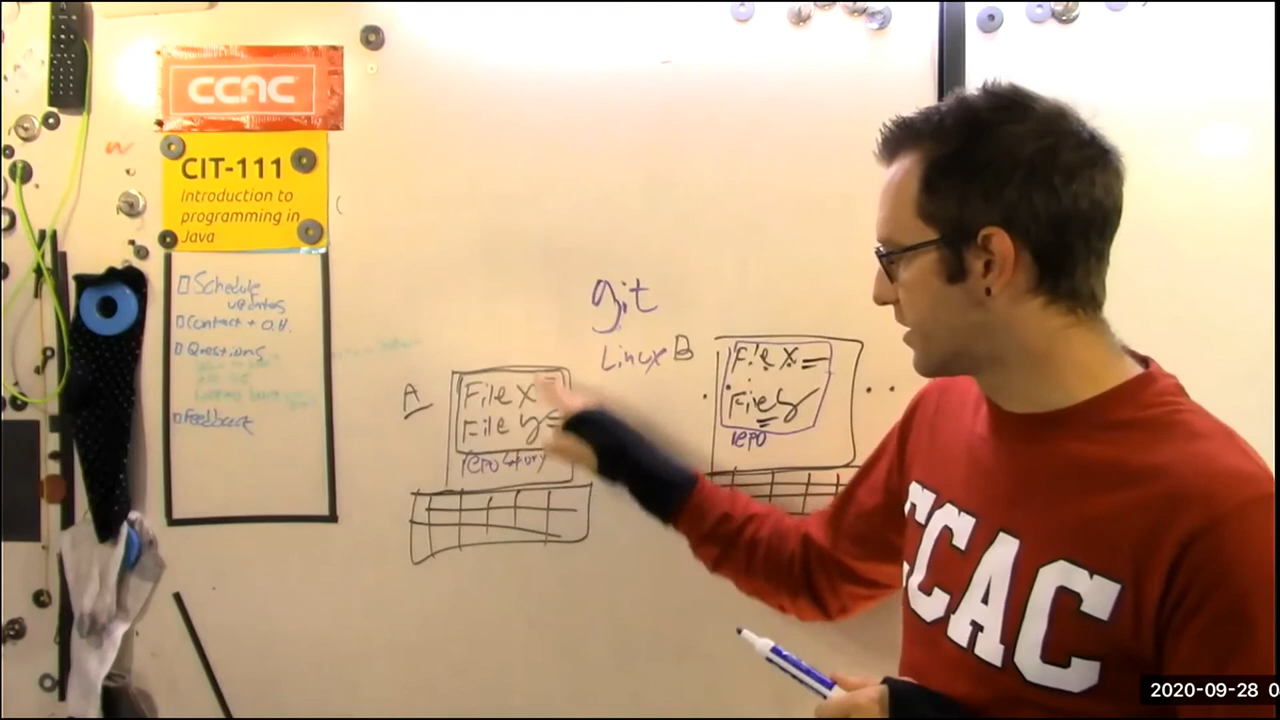 CCAC
CIT-111
Introduction to
programming in
Java
Schedule
updates
Contact + O.H.
Questions
Feedback
git
Linux
A
File x
File y
repository
B
File x
File y
repo
CCAC
2020-09-28 0